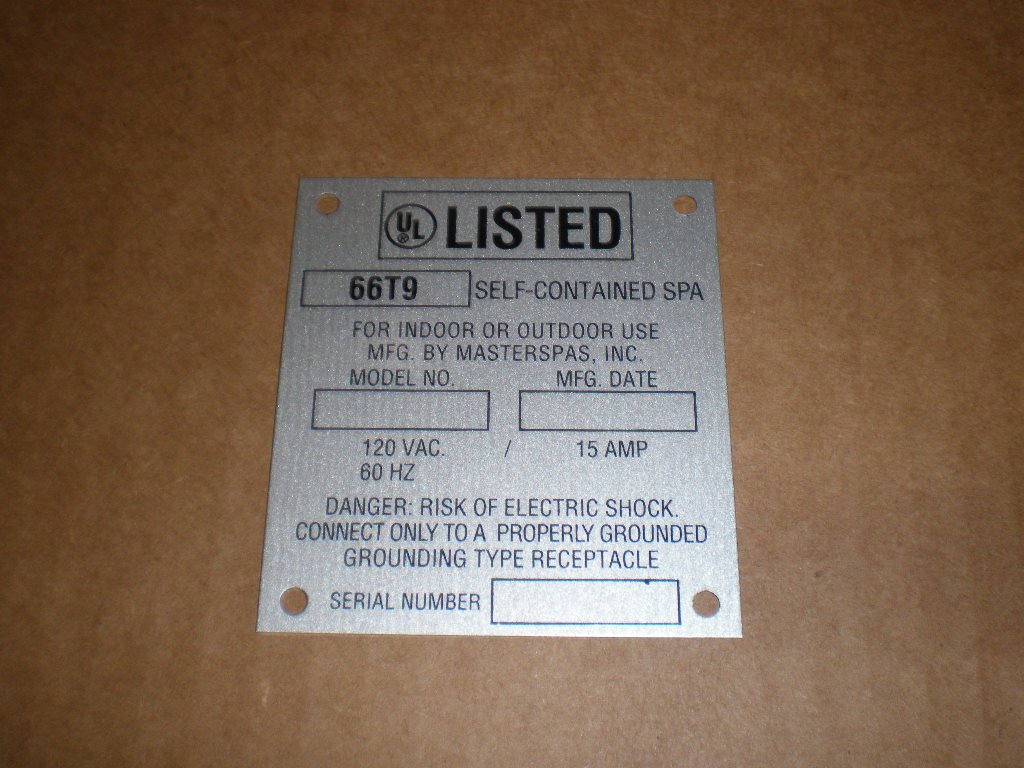 UL LISTED
66T9 SELF-CONTAINED SPA
FOR INDOOR OR OUTDOOR USE
MFG. BY MASTERSPAS, INC.
MODEL NO. MFG. DATE
120 VAC. / 15 AMP
60 HZ
DANGER: RISK OF ELECTRIC SHOCK.
CONNECT ONLY TO A PROPERLY GROUNDED
GROUNDING TYPE RECEPTACLE
SERIAL NUMBER